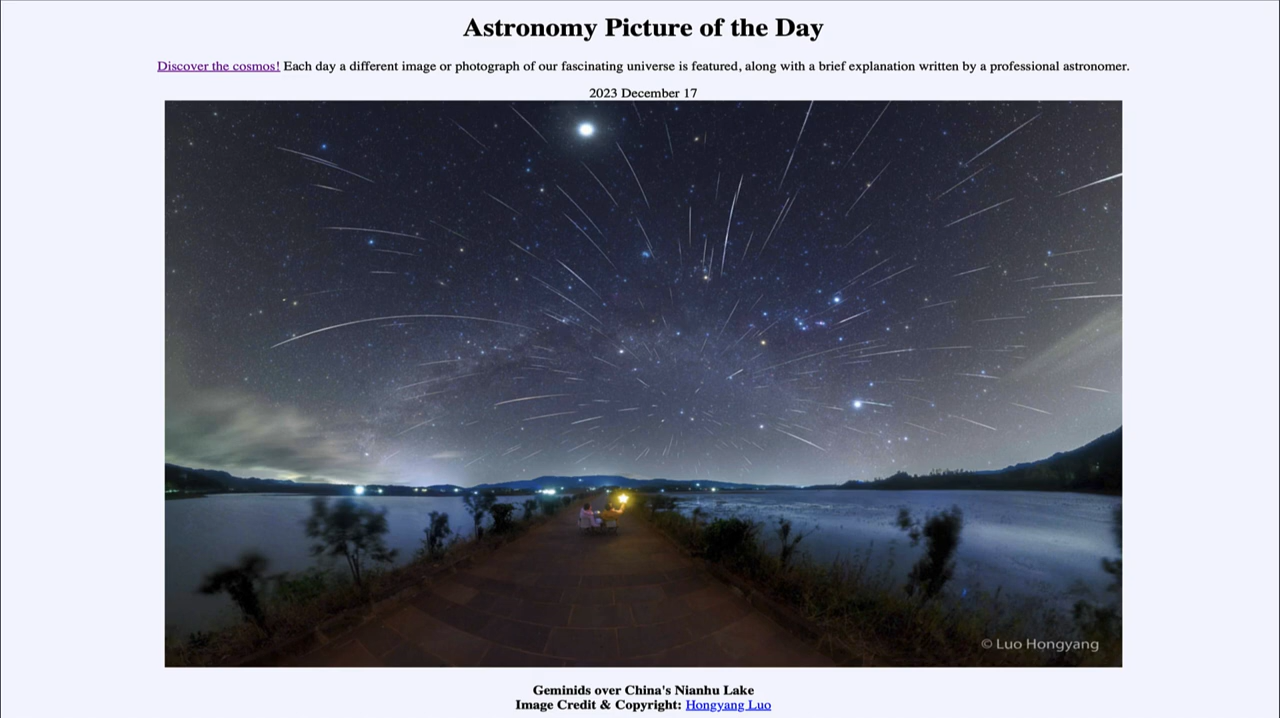 Astronomy Picture of the Day
Discover the cosmos! Each day a different image or photograph of our fascinating universe is featured, along with a brief explanation written by a professional astronomer.
2023 December 17
© Luo Hongyang
Geminids over China's Nianhu Lake
Image Credit & Copyright: Hongyang Luo